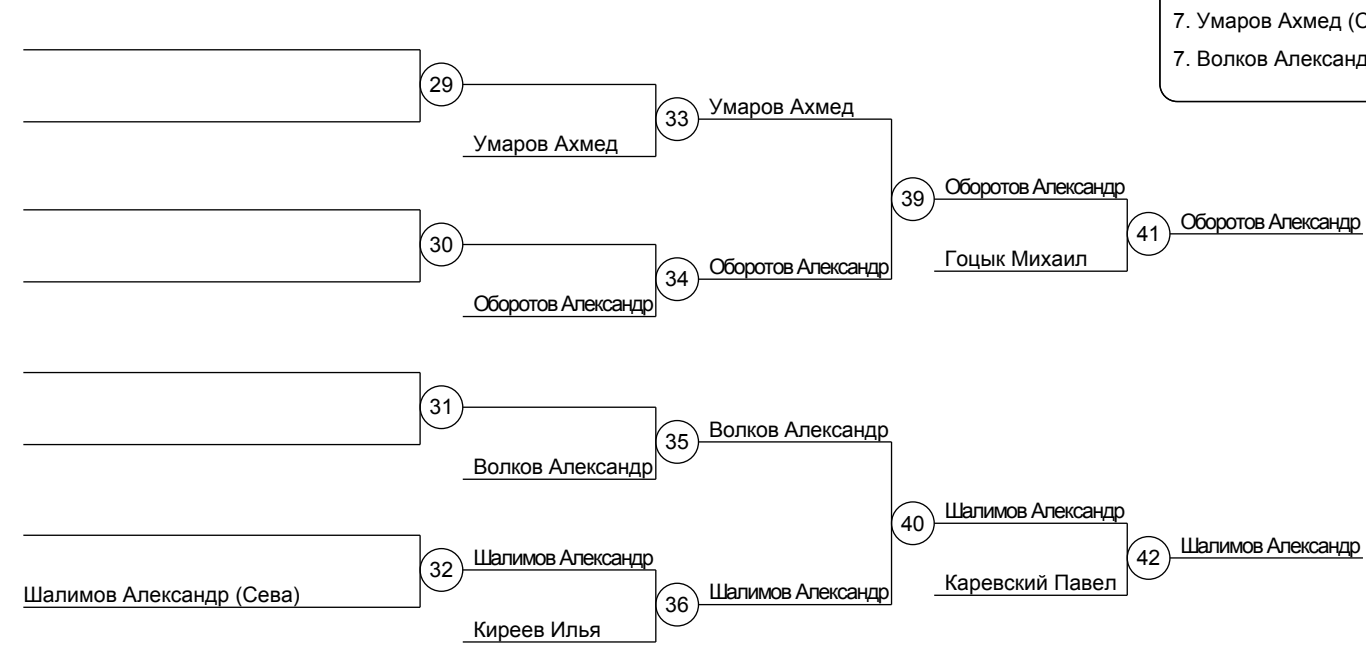 7. Умаров Ахмед (С
7. Волков Александ
29
Умаров Ахмед
33
Умаров Ахмед
30
Оборотов Александр
34
Оборотов Александр
39
Оборотов Александр
Гоцык Михаил
41
Оборотов Александр
31
Волков Александр
35
Волков Александр
Шалимов Александр (Сева)
32
Шалимов Александр
Киреев Илья
36
Шалимов Александр
40
Шалимов Александр
Каревский Павел
42
Шалимов Александр